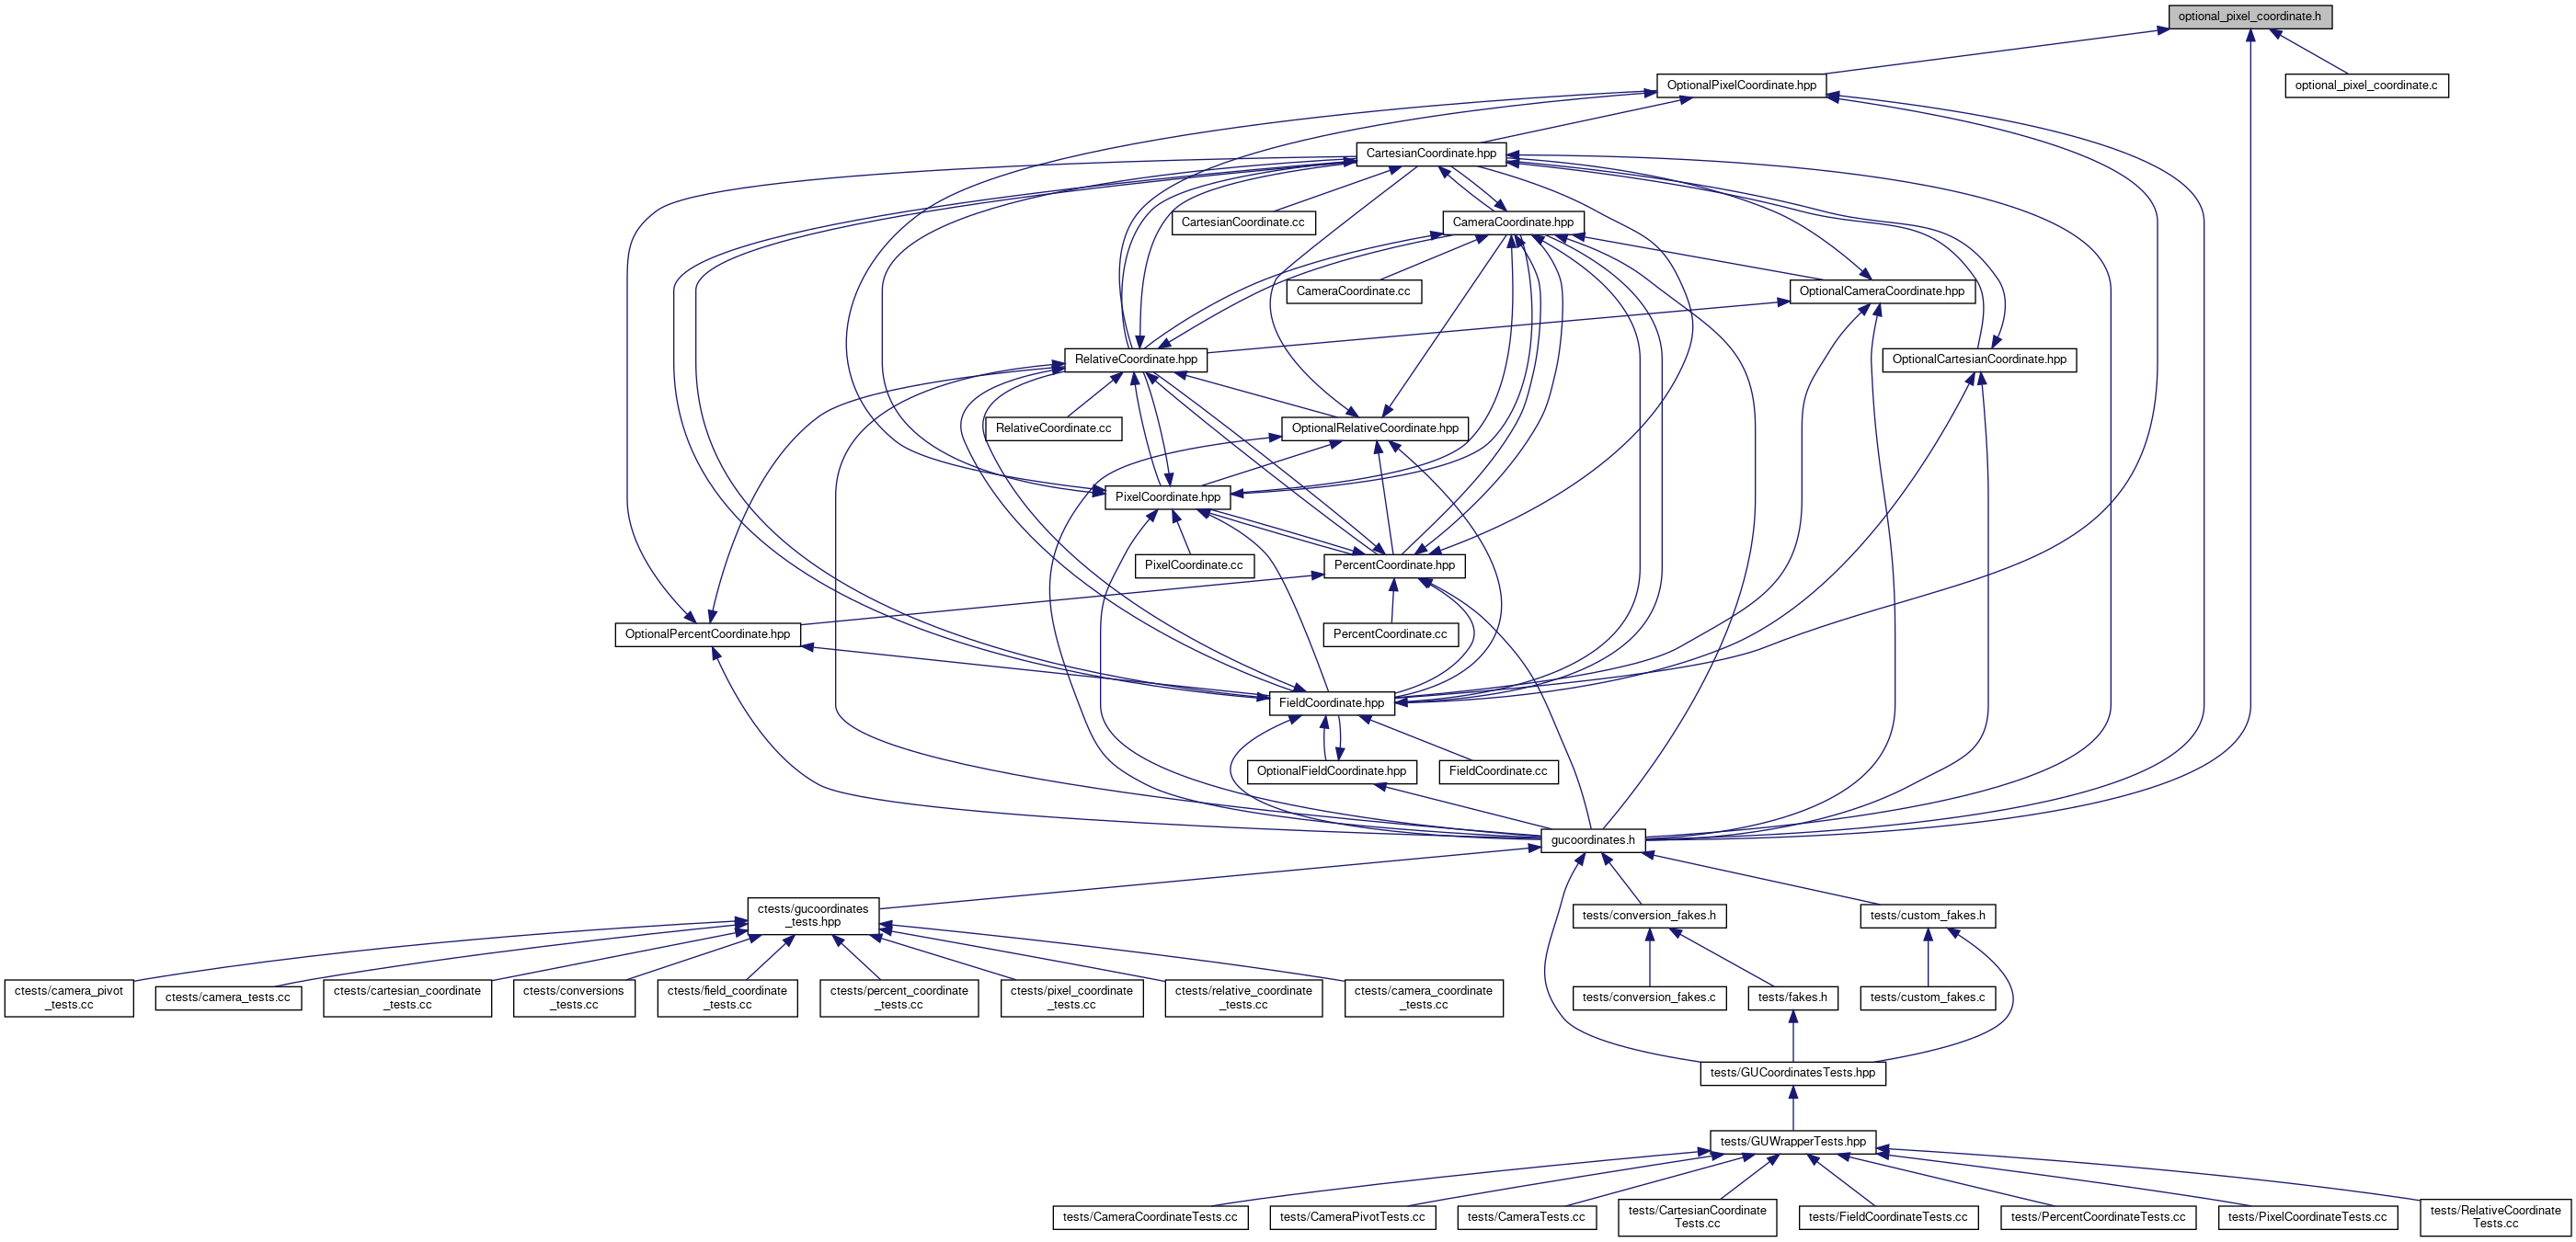 optional_pixel_coordinate.h
OptionalPixelCoordinate.hpp
optional_pixel_coordinate.c
CartesianCoordinate.hpp
CartesianCoordinate.cc
CameraCoordinate.hpp
CameraCoordinate.cc
OptionalCameraCoordinate.hpp
RelativeCoordinate.hpp
OptionalCartesianCoordinate.hpp
RelativeCoordinate.cc
OptionalRelativeCoordinate.hpp
PixelCoordinate.hpp
PixelCoordinate.cc
PercentCoordinate.hpp
OptionalPercentCoordinate.hpp
PercentCoordinate.cc
FieldCoordinate.hpp
OptionalFieldCoordinate.hpp
FieldCoordinate.cc
gucoordinates.h
ctests/gucoordinates
_tests.hpp
tests/conversion_fakes.h
tests/custom_fakes.h
ctests/camera_pivot
_tests.cc
ctests/camera_tests.cc
ctests/cartesian_coordinate
_tests.cc
ctests/conversions
_tests.cc
ctests/field_coordinate
_tests.cc
ctests/percent_coordinate
_tests.cc
ctests/pixel_coordinate
_tests.cc
ctests/relative_coordinate
_tests.cc
ctests/camera_coordinate
_tests.cc
tests/conversion_fakes.c
tests/fakes.h
tests/custom_fakes.c
tests/GUCoordinatesTests.hpp
tests/GUWrapperTests.hpp
tests/CameraCoordinateTests.cc
tests/CameraPivotTests.cc
tests/CameraTests.cc
tests/CartesianCoordinate
Tests.cc
tests/FieldCoordinateTests.cc
tests/PercentCoordinateTests.cc
tests/PixelCoordinateTests.cc
tests/RelativeCoordinate
Tests.cc